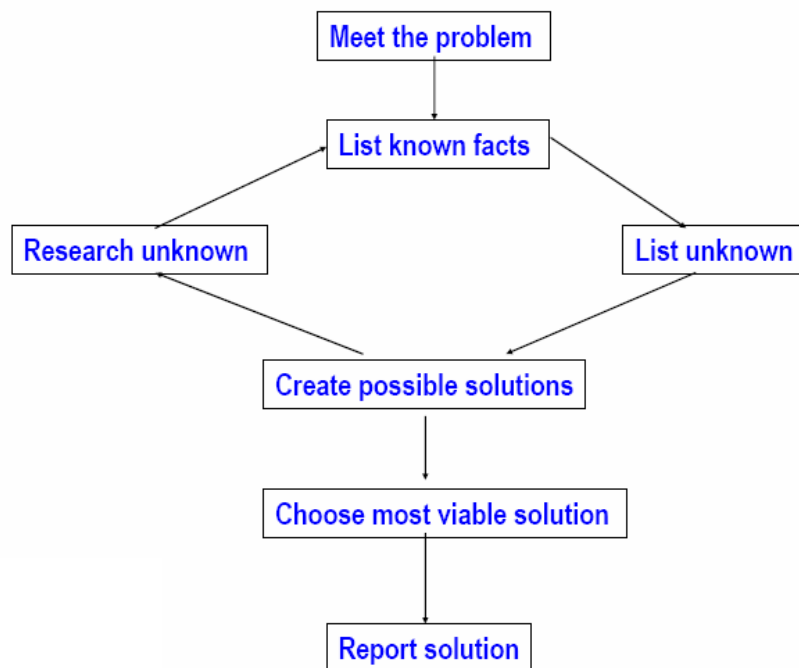 Meet the problem
List known facts
Research unknown
List unknown
Create possible solutions
Choose most viable solution
Report solution